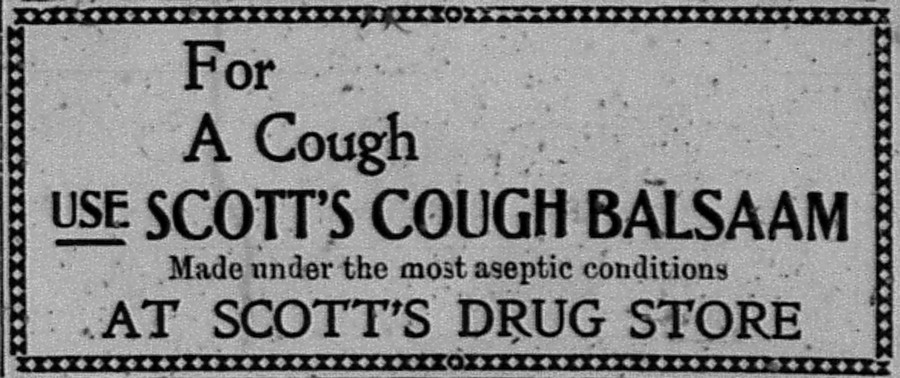 For
A Cough
USE SCOTT'S COUGH BALSAAM
Made under the most aseptic conditions
AT SCOTT'S DRUG STORE